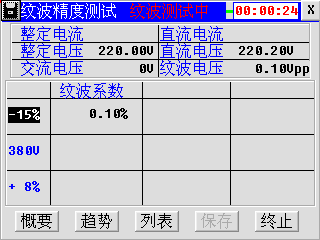 纹波精度测试 纹波测试中 00:00:24 X
整定电流 直流电流
整定电压 220.00V 直流电压 220.20V
交流电压 0V 纹波电压 0.10Vpp
纹波系数
-15% 0.10%
380V
+ 8%
概要 趋势 列表 保存 终止